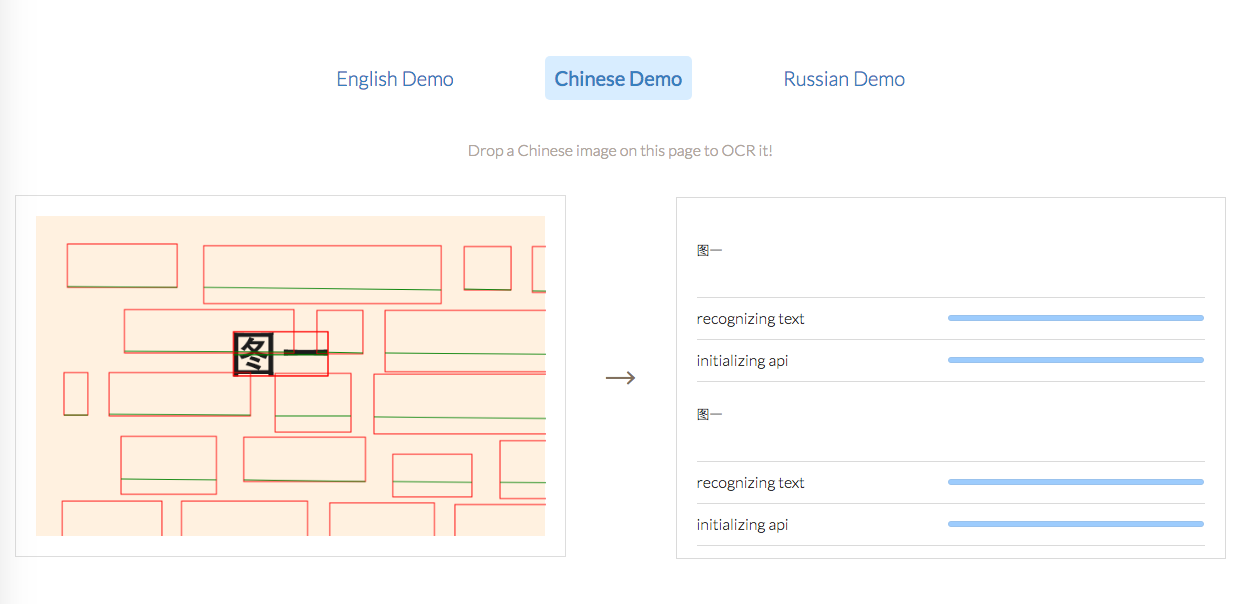 English Demo
Chinese Demo
Russian Demo
Drop a Chinese image on this page to OCR it!
图一
→
图一
recognizing text
initializing api
图一
recognizing text
initializing api